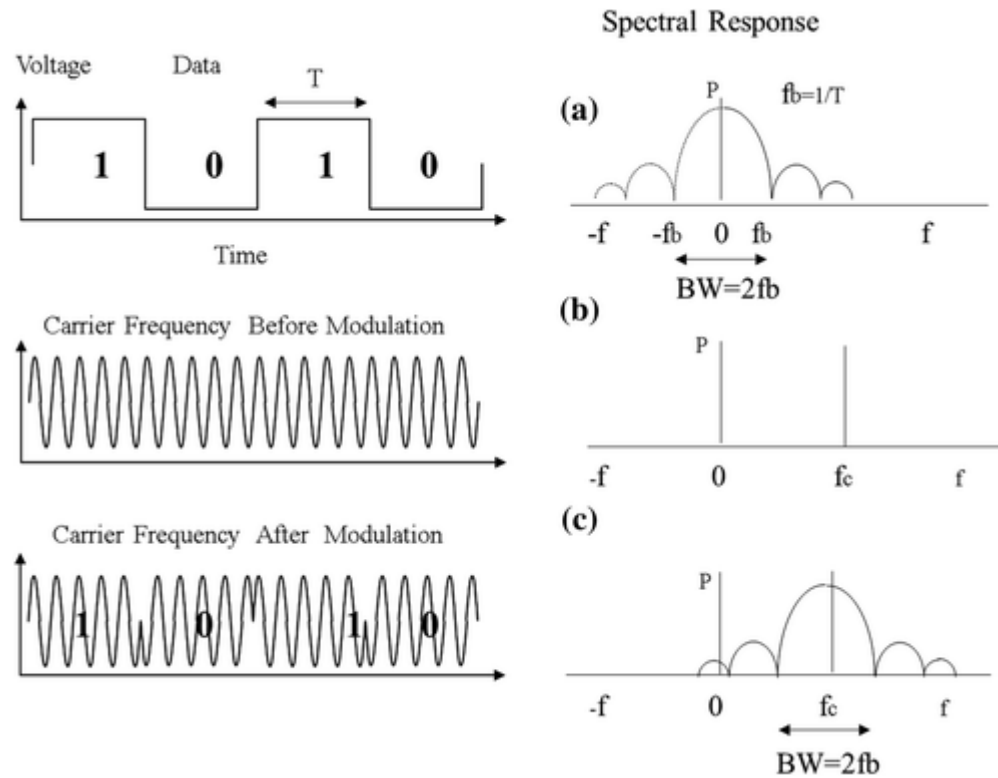 Spectral Response
Voltage Data T
1 0 1 0
Time
(a)
P fb=1/T
-f -fb 0 fb f
BW=2fb
Carrier Frequency Before Modulation
(b)
P
-f 0 fc f
Carrier Frequency After Modulation
1 0 1 0
(c)
P
-f 0 fc f
BW=2fb